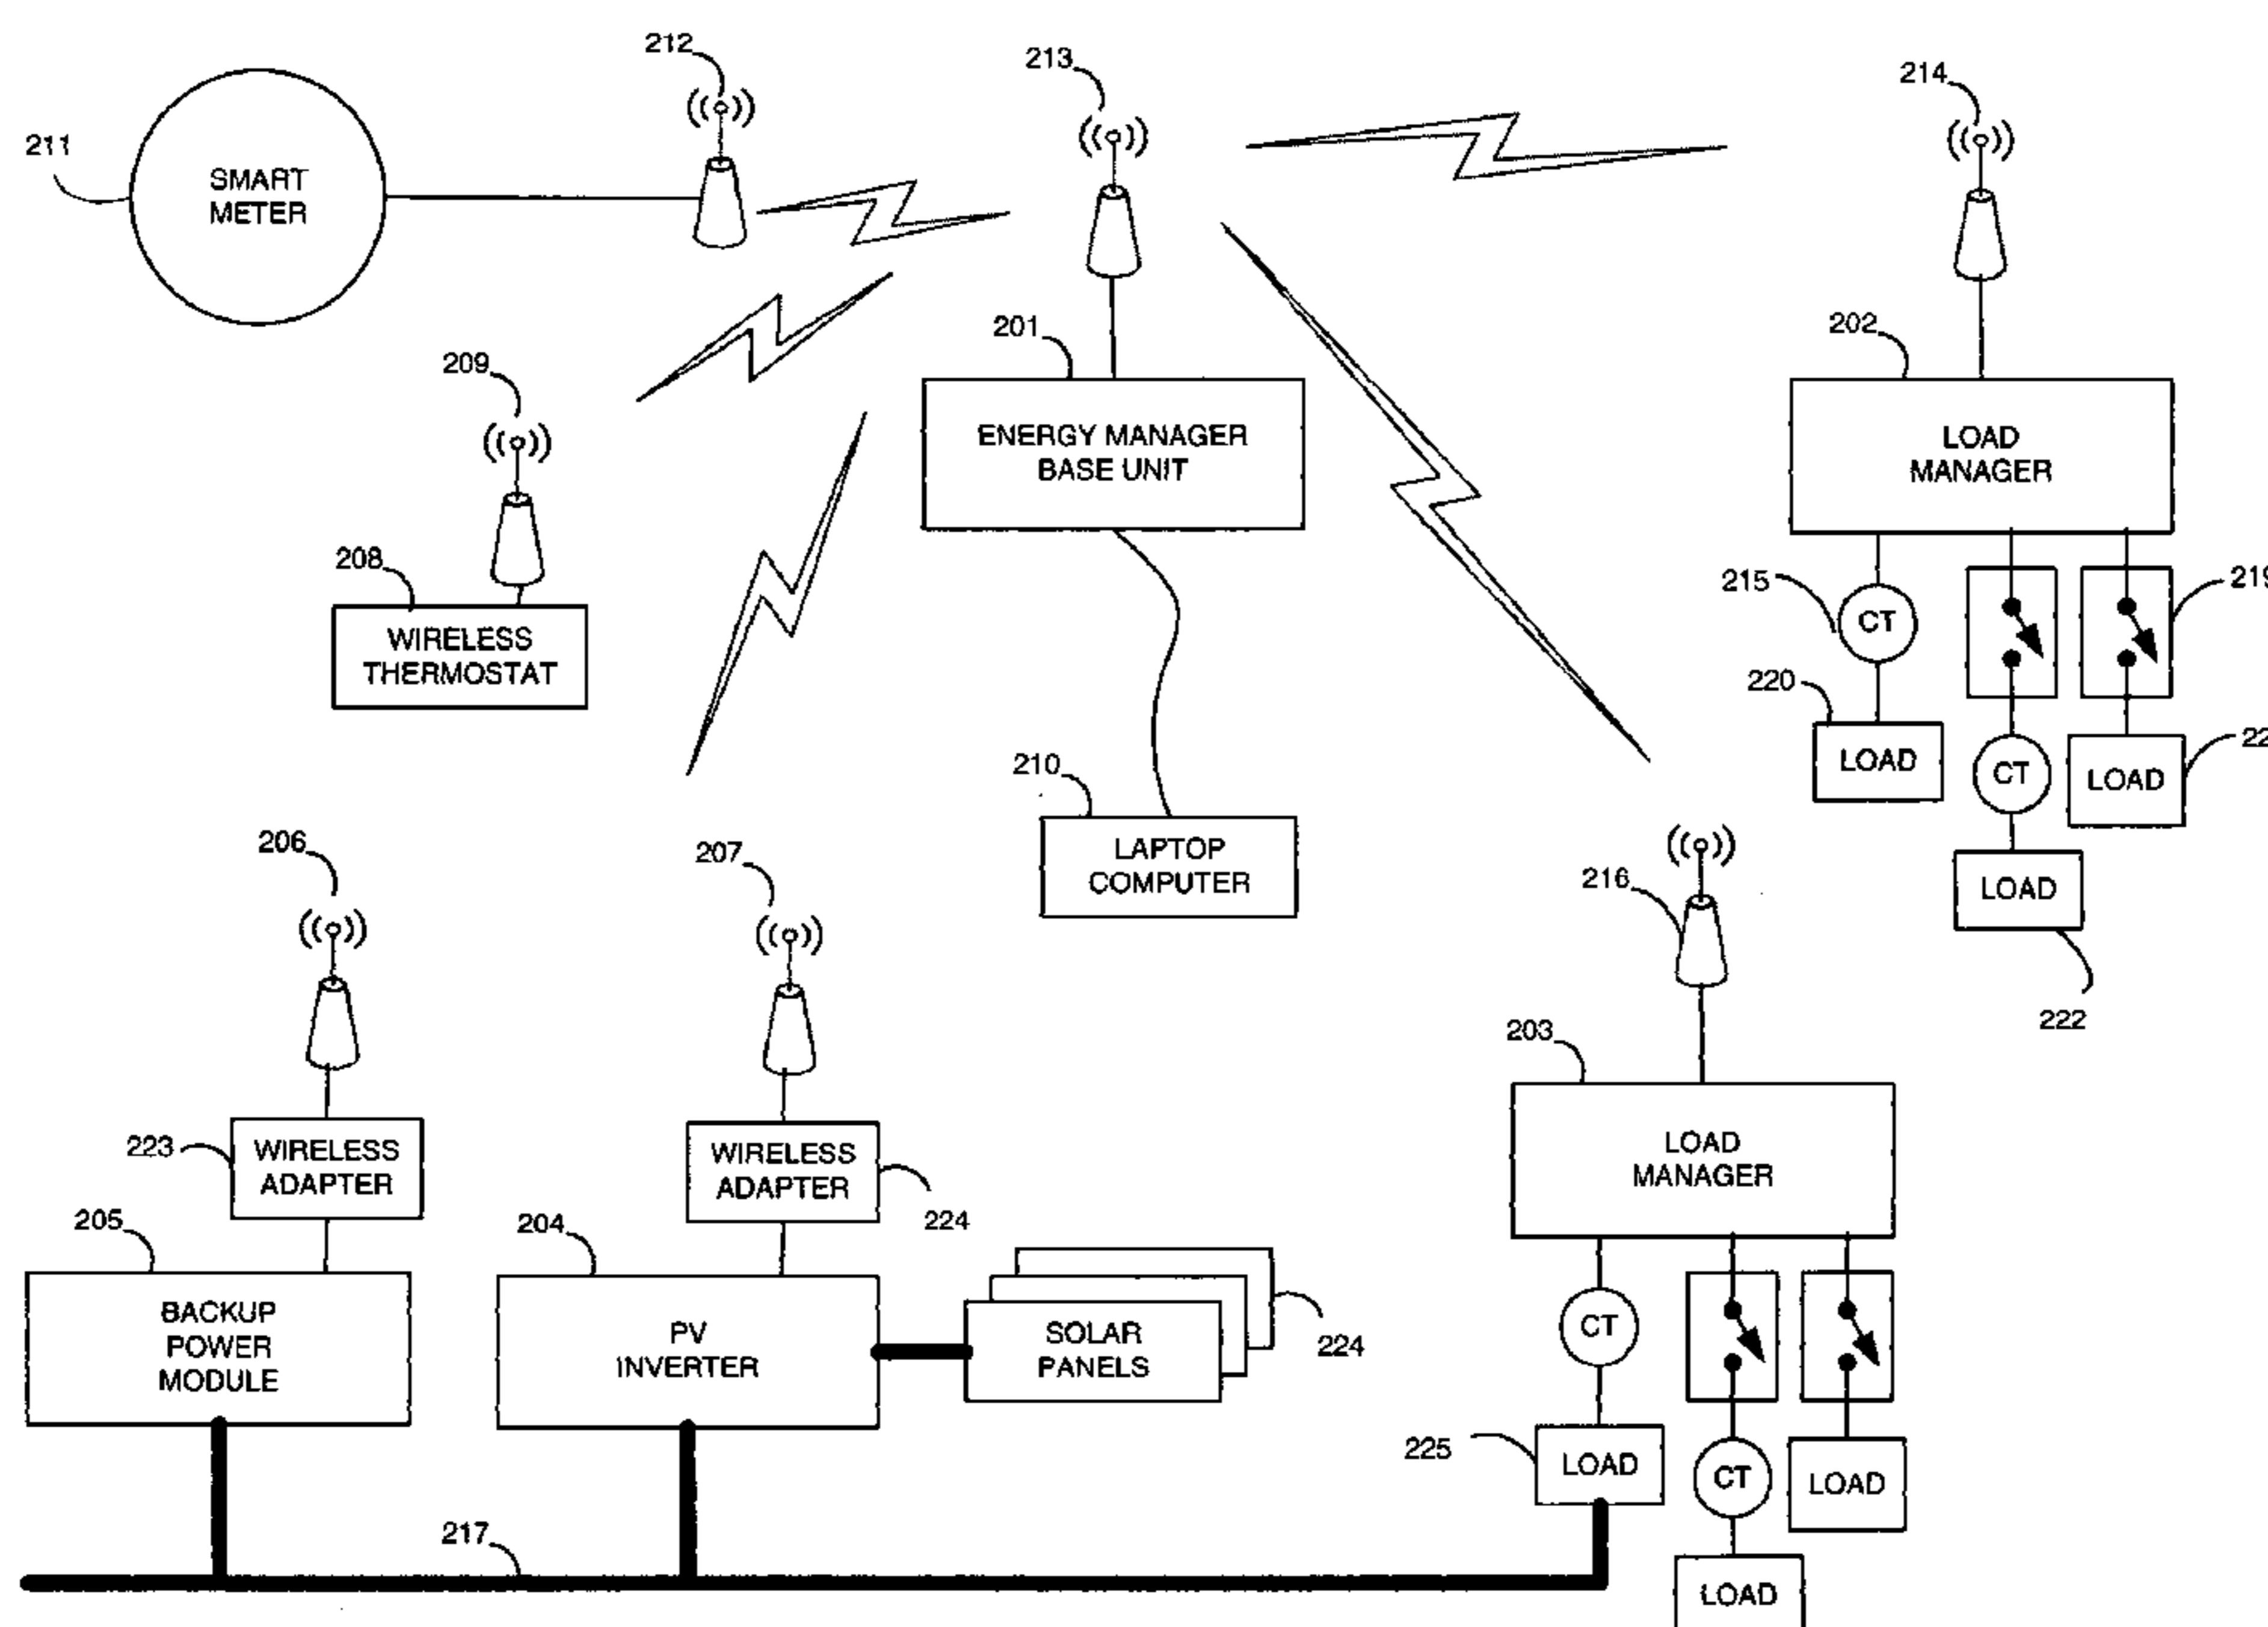 212
213
214
211
SMART
METER
201
202
209
ENERGY MANAGER
BASE UNIT
LOAD
MANAGER
208
WIRELESS
THERMOSTAT
215
CT
219
220
LOAD
CT
LOAD
LOAD
222
210
LAPTOP
COMPUTER
206
207
216
203
223
WIRELESS
ADAPTER
WIRELESS
ADAPTER
224
LOAD
MANAGER
205
204
BACKUP
POWER
MODULE
PV
INVERTER
SOLAR
PANELS
224
CT
225
LOAD
CT
LOAD
217
LOAD